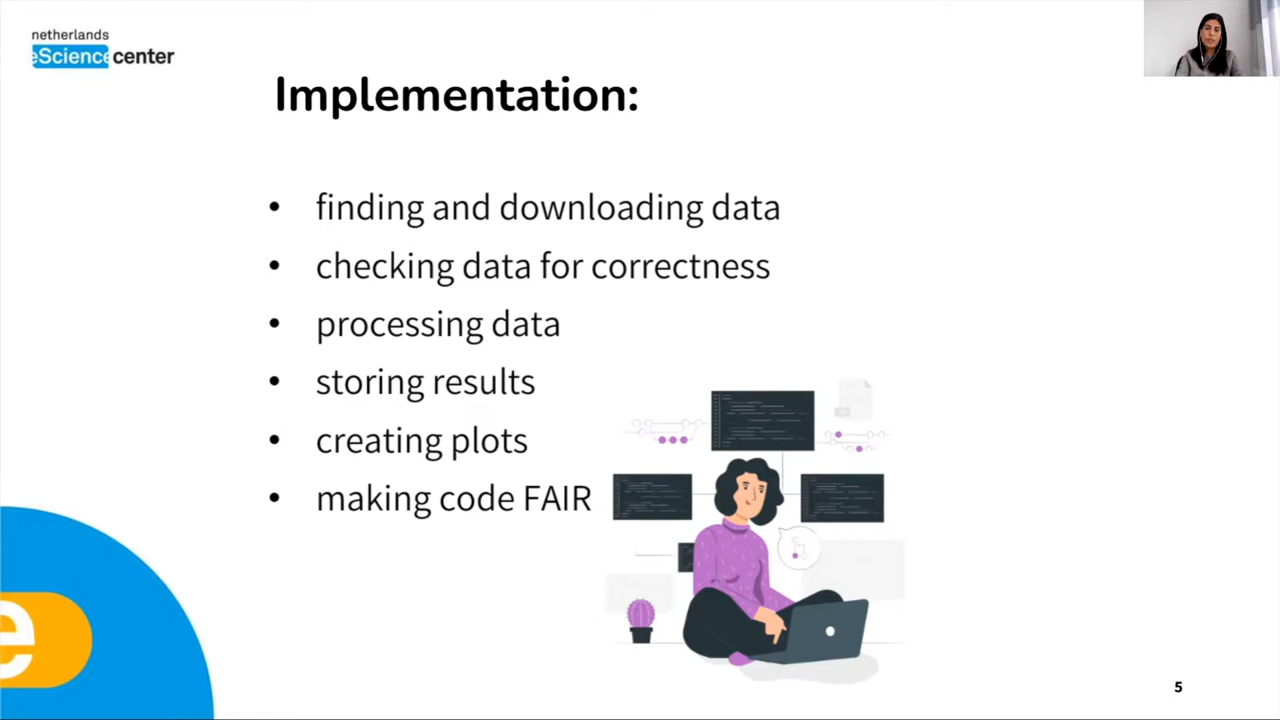 netherlands
eScience center
Implementation:
• finding and downloading data
• checking data for correctness
• processing data
• storing results
• creating plots
• making code FAIR
e
5